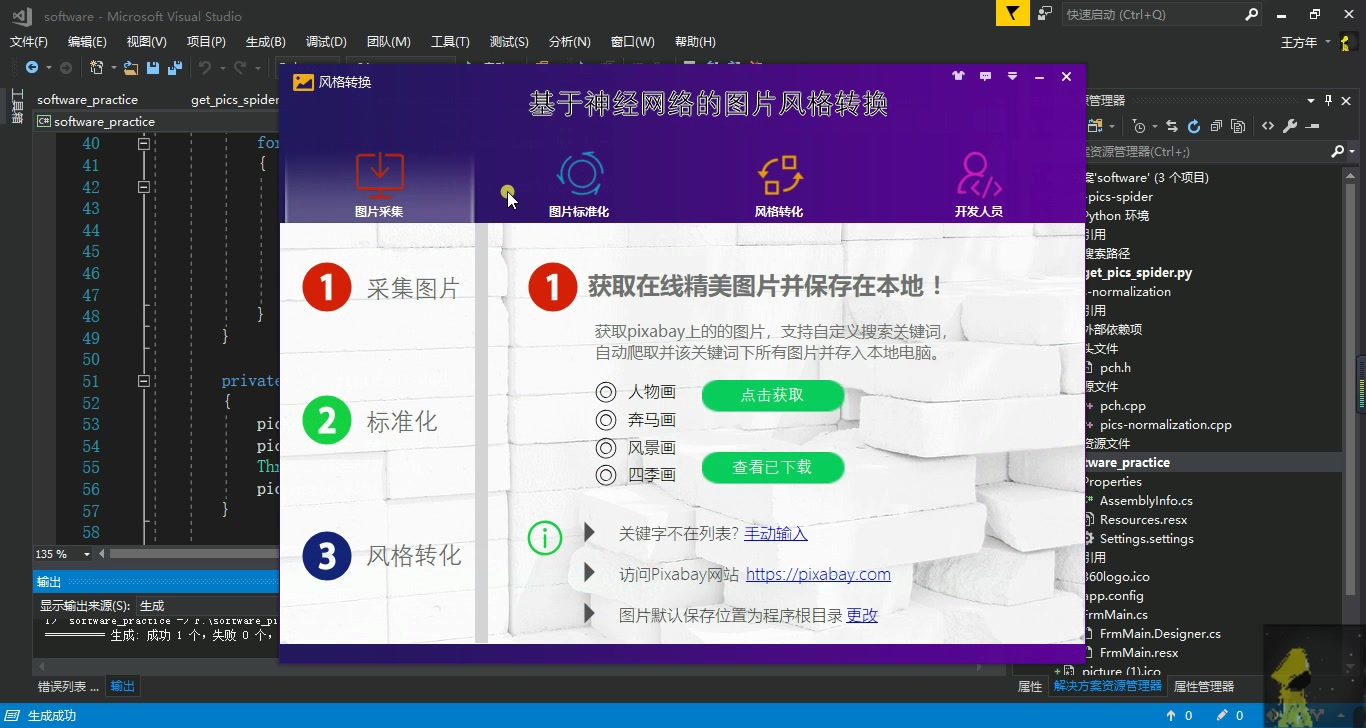 software - Microsoft Visual Studio
快速启动 (Ctrl+Q)
文件(F) 编辑(E) 视图(V) 项目(P) 生成(B) 调试(D) 团队(M) 工具(T) 测试(S) 分析(N) 窗口(W) 帮助(H)
王方年
工具箱
software_practice get_pics_spider
software_practice
风格转换
基于神经网络的图片风格转换
图片采集 图片标准化 风格转化 开发人员
40 for
41 {
42
43
44
45
46
47
48 }
49 }
50
51 private
52 {
53 pic
54 pic
55 Thr
56 pic
57 }
58
135 %
1 采集图片
2 标准化
3 风格转化
1 获取在线精美图片并保存在本地！
获取pixabay上的的图片，支持自定义搜索关键词，
自动爬取并该关键词下所有图片并存入本地电脑。
人物画 点击获取
奔马画
风景画
四季画 查看已下载
关键字不在列表? 手动输入
访问Pixabay网站 https://pixabay.com
图片默认保存位置为程序根目录 更改
输出
显示输出来源(S): 生成
生成: 成功 1 个，失败 0 个，
错误列表 ... 输出
生成成功
管理器
资源管理器(Ctrl+;)
案'software' (3 个项目)
-pics-spider
Python 环境
引用
搜索路径
get_pics_spider.py
-normalization
引用
外部依赖项
头文件
pch.h
源文件
pch.cpp
pics-normalization.cpp
资源文件
tware_practice
Properties
AssemblyInfo.cs
Resources.resx
Settings.settings
引用
360logo.ico
app.config
FrmMain.cs
FrmMain.Designer.cs
FrmMain.resx
picture (1).ico
属性 解决方案资源管理器 属性管理器
0 0